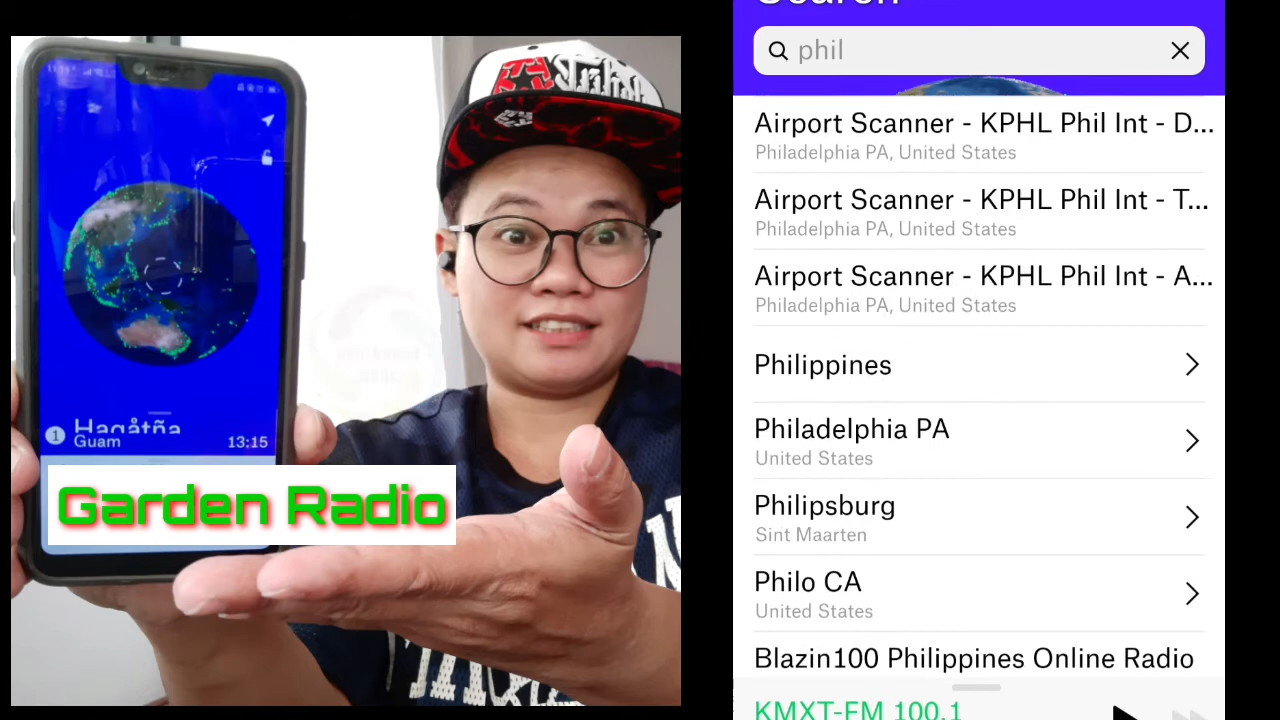 Hagåtña
1
Guam
13:15
Garden Radio
Search
phil
Airport Scanner - KPHL Phil Int - D...
Philadelphia PA, United States
Airport Scanner - KPHL Phil Int - T...
Philadelphia PA, United States
Airport Scanner - KPHL Phil Int - A...
Philadelphia PA, United States
Philippines
Philadelphia PA
United States
Philipsburg
Sint Maarten
Philo CA
United States
Blazin100 Philippines Online Radio
KMXT-FM 100.1